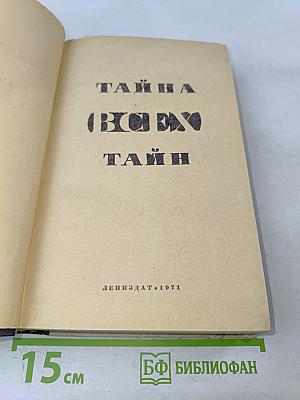 ТАЙНА
ВСЕХ
ТАЙН
ЛЕНИЗДАТ • 1971
15 см
БФ БИБЛИОФАН